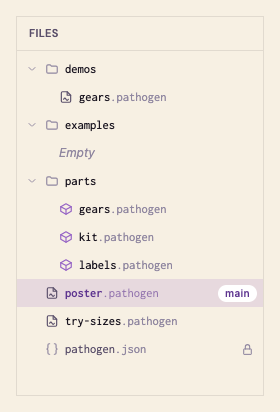 FILES
demos
gears.pathogen
examples
Empty
parts
gears.pathogen
kit.pathogen
labels.pathogen
poster.pathogen main
try-sizes.pathogen
{} pathogen.json